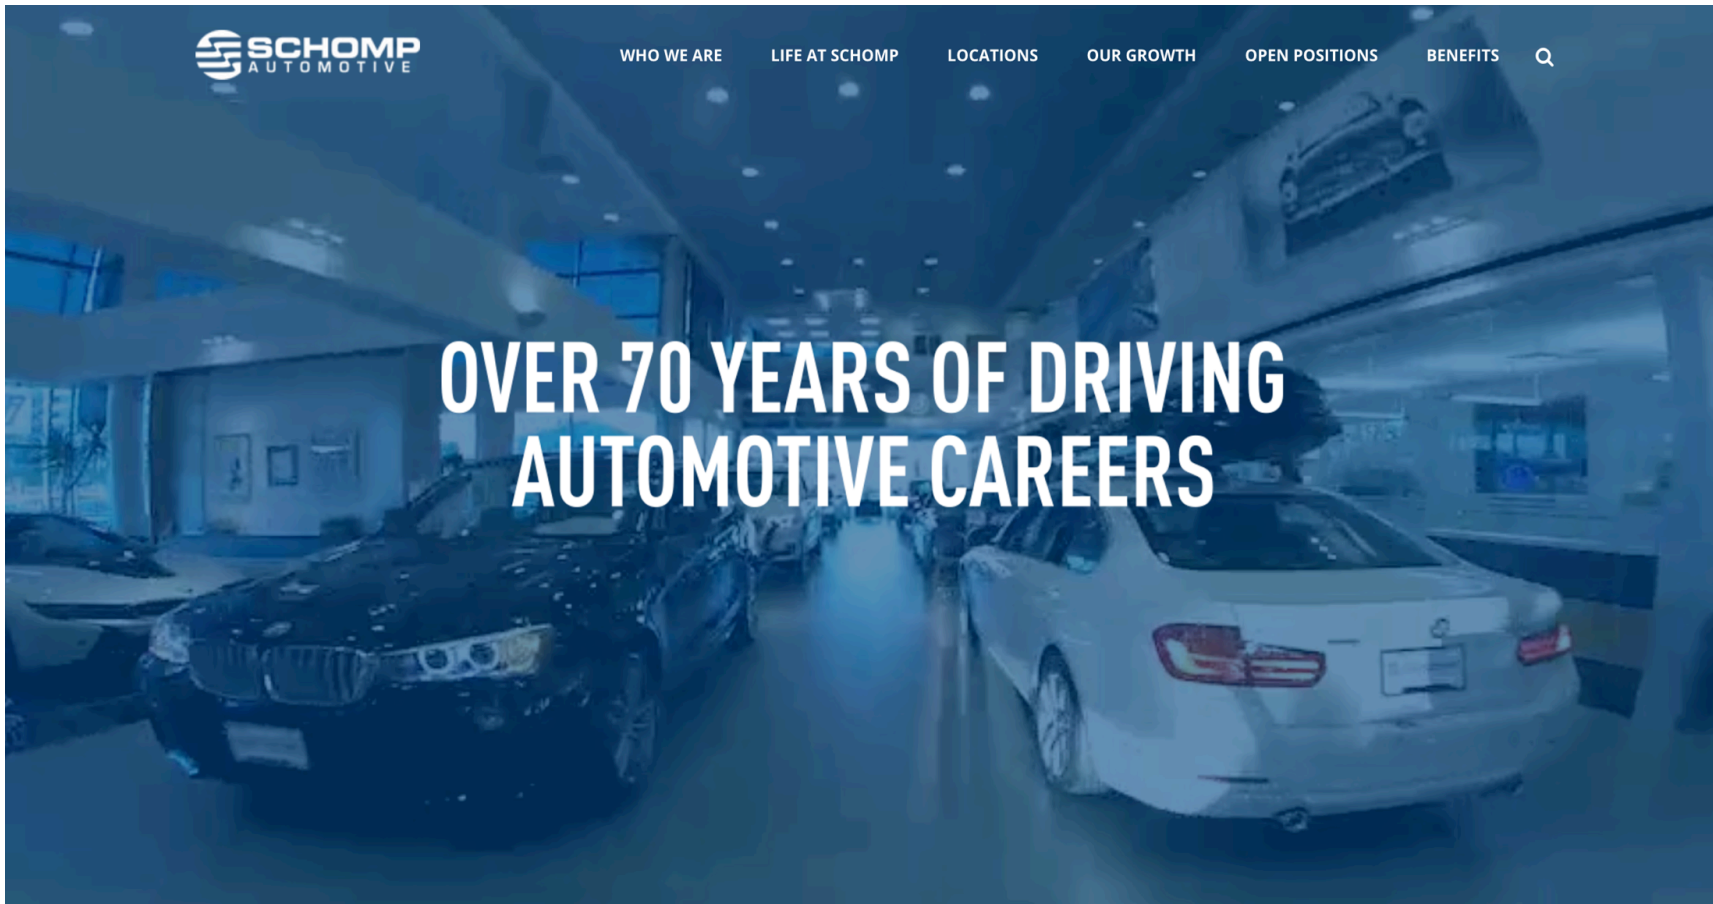 SCHOMP
AUTOMOTIVE
WHO WE ARE LIFE AT SCHOMP LOCATIONS OUR GROWTH OPEN POSITIONS BENEFITS
OVER 70 YEARS OF DRIVING
AUTOMOTIVE CAREERS